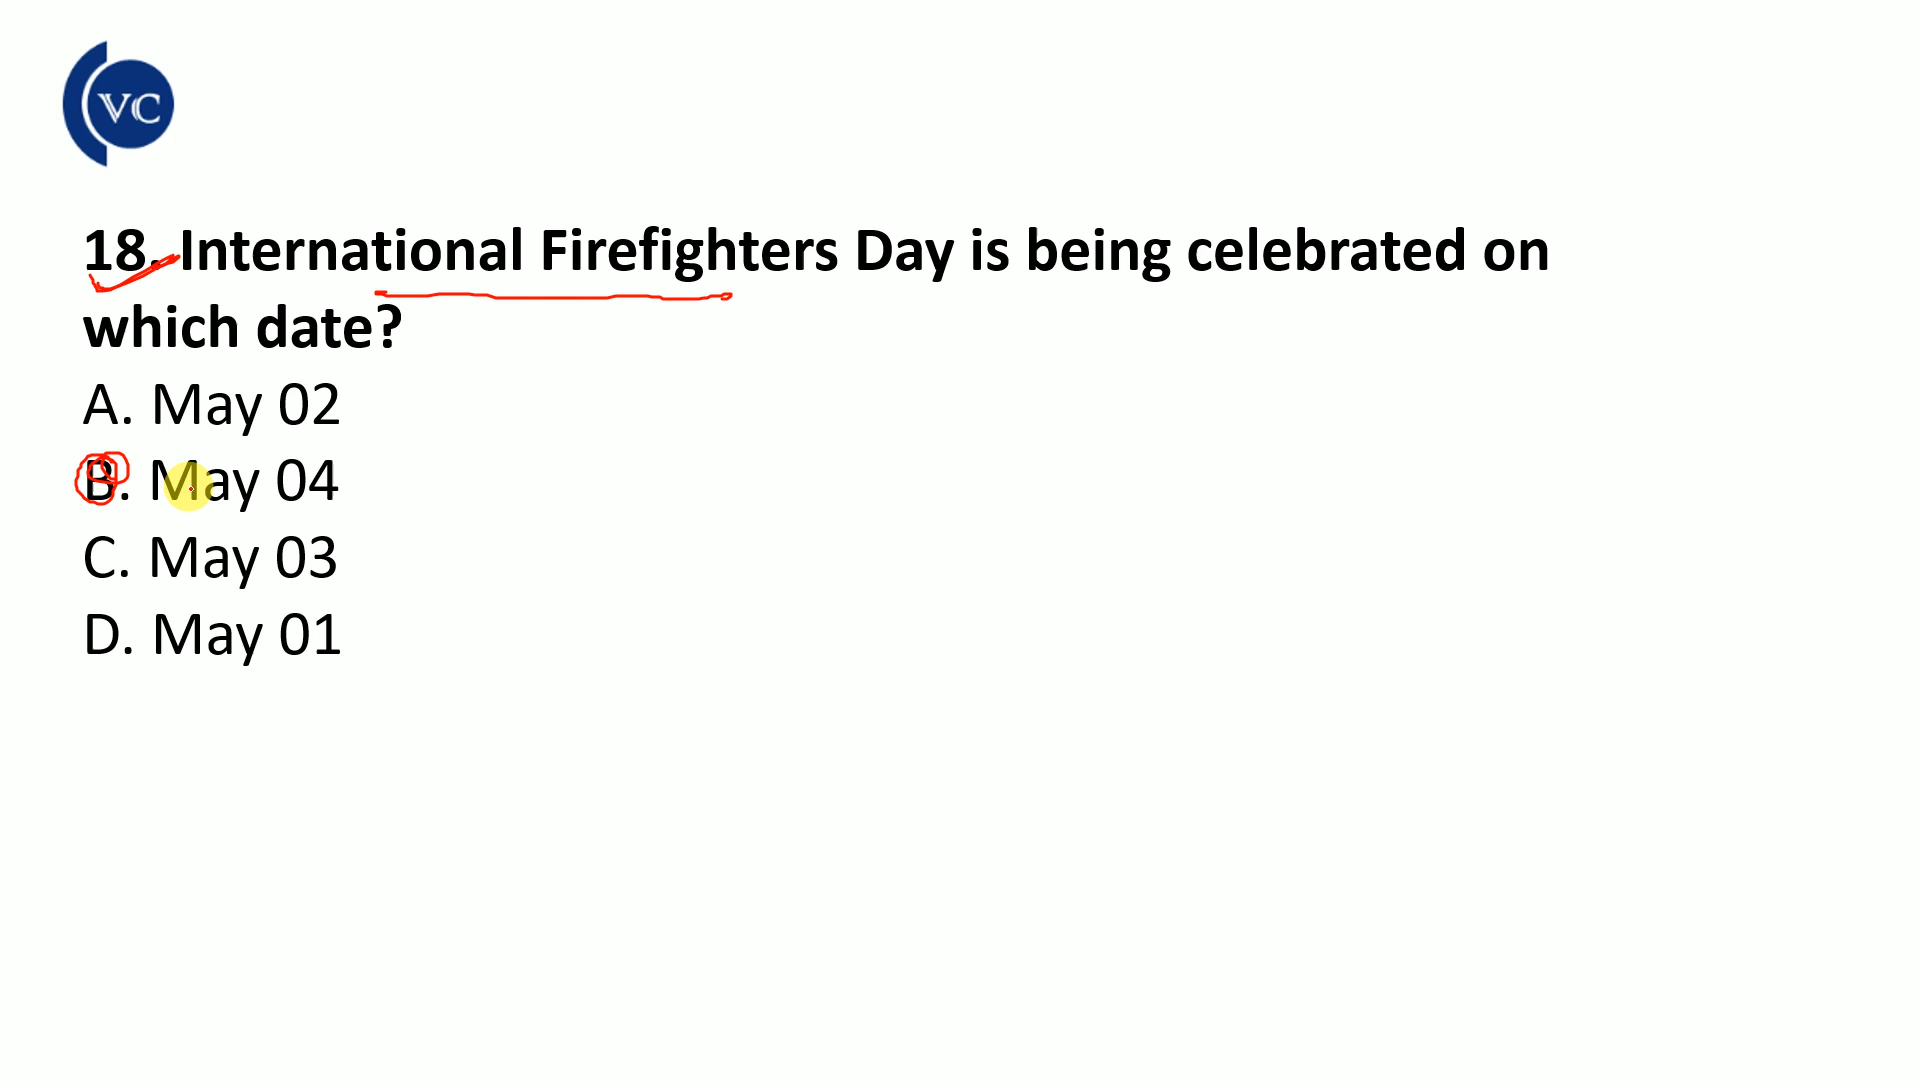 VC
18. International Firefighters Day is being celebrated on
which date?
A. May 02
B. May 04
C. May 03
D. May 01